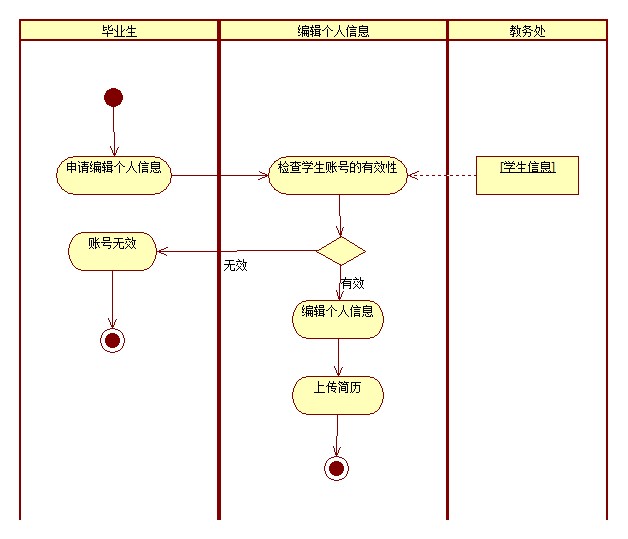 毕业生
编辑个人信息
教务处
申请编辑个人信息
检查学生账号的有效性
[学生信息]
账号无效
无效
有效
编辑个人信息
上传简历